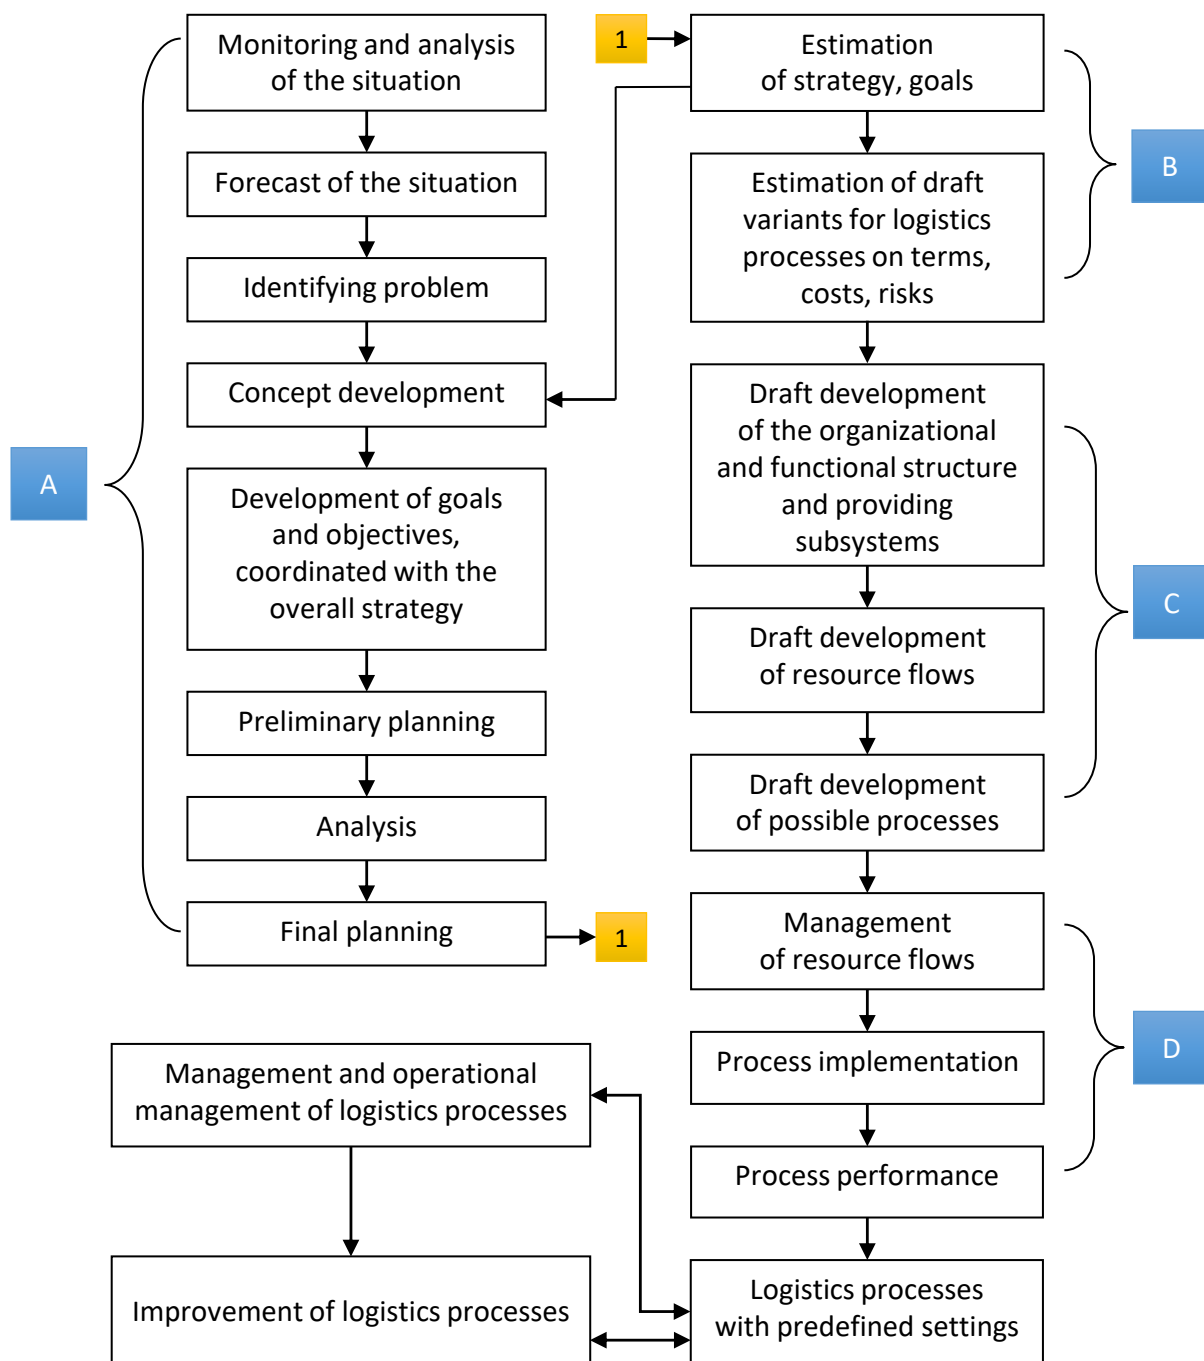 Monitoring and analysis
of the situation
Forecast of the situation
Identifying problem
Concept development
A
Development of goals
and objectives,
coordinated with the
overall strategy
Preliminary planning
Analysis
Final planning
1
1
Estimation
of strategy, goals
B
Estimation of draft
variants for logistics
processes on terms,
costs, risks
Draft development
of the organizational
and functional structure
and providing
subsystems
C
Draft development
of resource flows
Draft development
of possible processes
Management
of resource flows
D
Process implementation
Process performance
Logistics processes
with predefined settings
Management and operational
management of logistics processes
Improvement of logistics processes